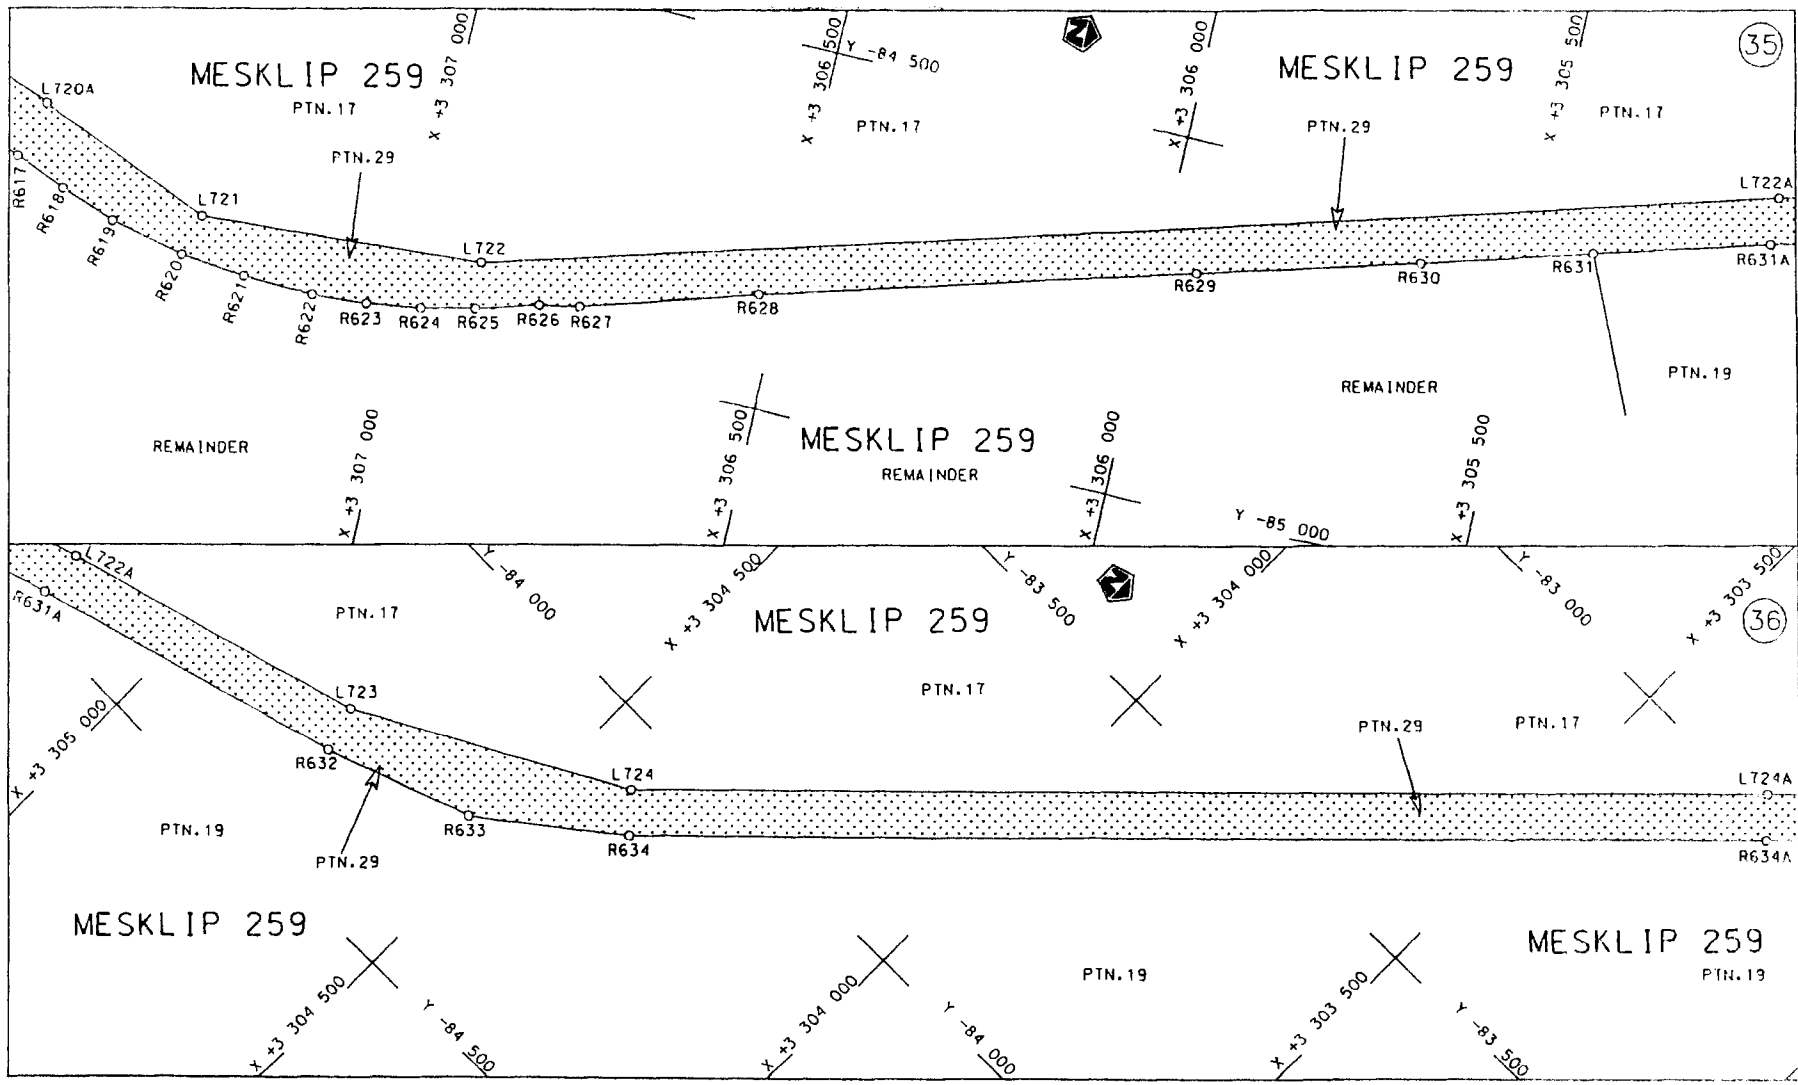 35
X +3 307 000
X +3 306 500
Y -84 500
X +3 306 000
X +3 305 500
MESKLIP 259
MESKLIP 259
L720A
PTN.17
PTN.17
PTN.29
PTN.17
PTN.29
L722A
L721
L722
R617
R618
R619
R620
R621
R622
R623
R624
R625
R626
R627
R628
R629
R630
R631
R631A
REMAINDER
PTN.19
MESKLIP 259
REMAINDER
REMAINDER
X +3 307 000
X +3 306 500
X +3 306 000
X +3 305 500
Y -85 000
36
L722A
R631A
PTN.17
Y -84 000
X +3 304 500
MESKLIP 259
Y -83 500
X +3 304 000
Y -83 000
X +3 303 500
L723
PTN.17
PTN.29
PTN.17
X +3 305 000
R632
L724
L724A
PTN.19
PTN.29
R633
R634
R634A
MESKLIP 259
MESKLIP 259
PTN.19
PTN.19
X +3 304 500
Y -84 500
X +3 304 000
Y -84 000
X +3 303 500
Y -83 500
N
N